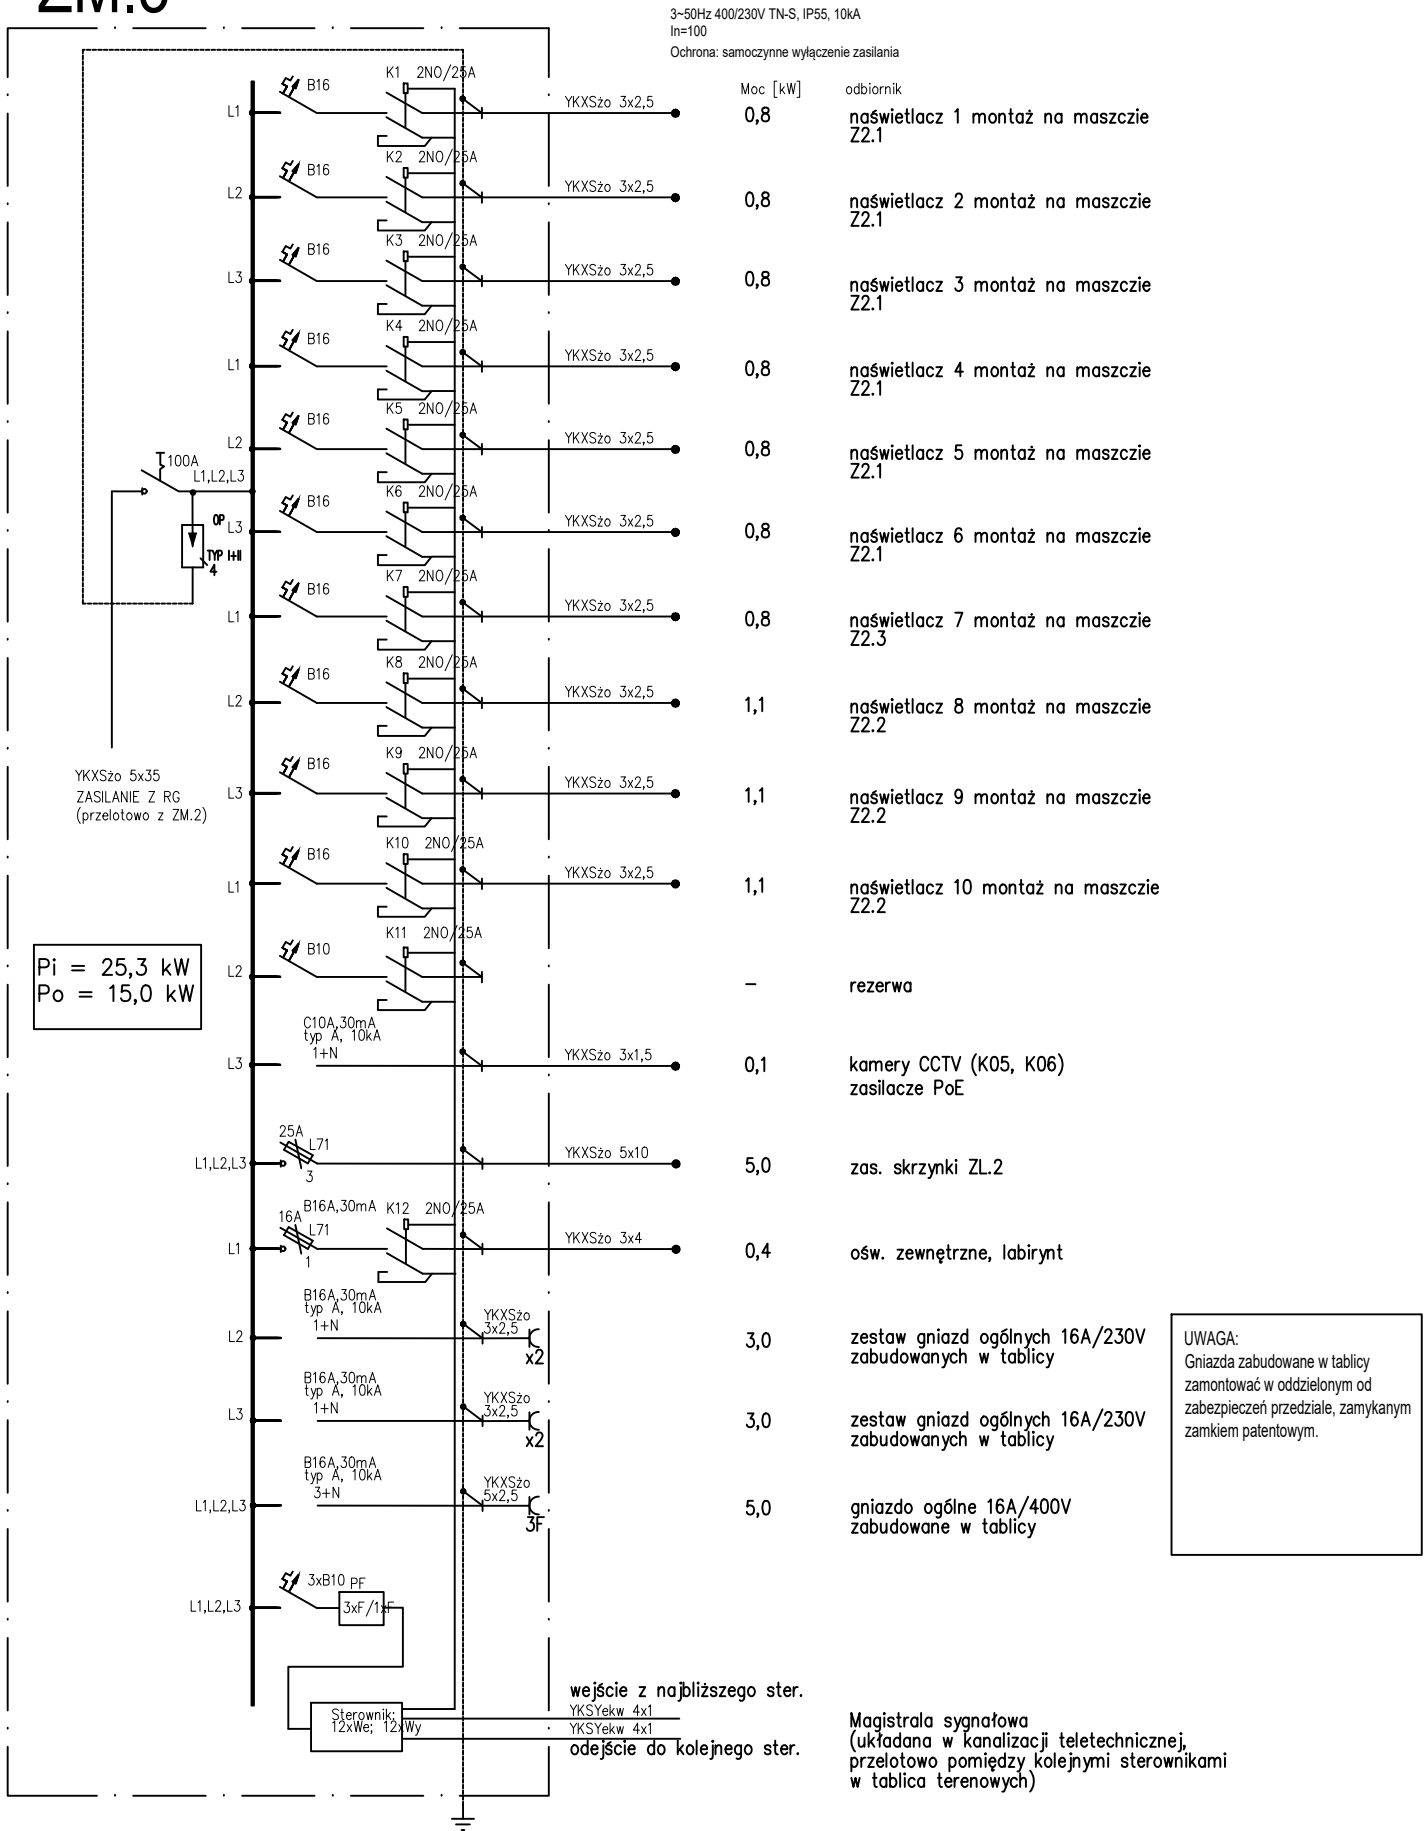 3~50Hz 400/230V TN-S, IP55, 10kA
In=100
Ochrona: samoczynne wyłączenie zasilania
Moc [kW] odbiornik
L1 B16 K1 2NO/25A YKXSżo 3x2,5 0,8 naświetlacz 1 montaż na maszczie
Z2.1
L2 B16 K2 2NO/25A YKXSżo 3x2,5 0,8 naświetlacz 2 montaż na maszczie
Z2.1
L3 B16 K3 2NO/25A YKXSżo 3x2,5 0,8 naświetlacz 3 montaż na maszczie
Z2.1
L1 B16 K4 2NO/25A YKXSżo 3x2,5 0,8 naświetlacz 4 montaż na maszczie
Z2.1
L2 B16 K5 2NO/25A YKXSżo 3x2,5 0,8 naświetlacz 5 montaż na maszczie
Z2.1
100A
L1,L2,L3
OP
TYP I+II
4
L3 B16 K6 2NO/25A YKXSżo 3x2,5 0,8 naświetlacz 6 montaż na maszczie
Z2.1
L1 B16 K7 2NO/25A YKXSżo 3x2,5 0,8 naświetlacz 7 montaż na maszczie
Z2.3
L2 B16 K8 2NO/25A YKXSżo 3x2,5 1,1 naświetlacz 8 montaż na maszczie
Z2.2
YKXSżo 5x35
ZASILANIE Z RG
(przelotowo z ZM.2)
L3 B16 K9 2NO/25A YKXSżo 3x2,5 1,1 naświetlacz 9 montaż na maszczie
Z2.2
L1 B16 K10 2NO/25A YKXSżo 3x2,5 1,1 naświetlacz 10 montaż na maszczie
Z2.2
Pi = 25,3 kW
Po = 15,0 kW
L2 B10 K11 2NO/25A – rezerwa
C10A,30mA
typ A, 10kA
1+N
L3 YKXSżo 3x1,5 0,1 kamery CCTV (K05, K06)
zasilacze PoE
25A
L71
3
L1,L2,L3 YKXSżo 5x10 5,0 zas. skrzynki ZL.2
B16A,30mA K12 2NO/25A
16A
L71
1
L1 YKXSżo 3x4 0,4 ośw. zewnętrzne, labirynt
B16A,30mA
typ A, 10kA
1+N
L2 YKXSżo
3x2,5
x2
3,0 zestaw gniazd ogólnych 16A/230V
zabudowanych w tablicy
B16A,30mA
typ A, 10kA
1+N
L3 YKXSżo
3x2,5
x2
3,0 zestaw gniazd ogólnych 16A/230V
zabudowanych w tablicy
B16A,30mA
typ A, 10kA
3+N
L1,L2,L3 YKXSżo
5x2,5
3F
5,0 gniazdo ogólne 16A/400V
zabudowane w tablicy
UWAGA:
Gniazda zabudowane w tablicy
zamontować w oddzielonym od
zabezpieczeń przedziale, zamykanym
zamkiem patentowym.
L1,L2,L3 3xB10 PF
3xF/1xF
Sterownik:
12xWe; 12xWy
wejście z najbliższego ster.
YKSYekw 4x1
YKSYekw 4x1
odejście do kolejnego ster.
Magistrala sygnałowa
(układana w kanalizacji teletechnicznej,
przelotowo pomiędzy kolejnymi sterownikami
w tablica terenowych)